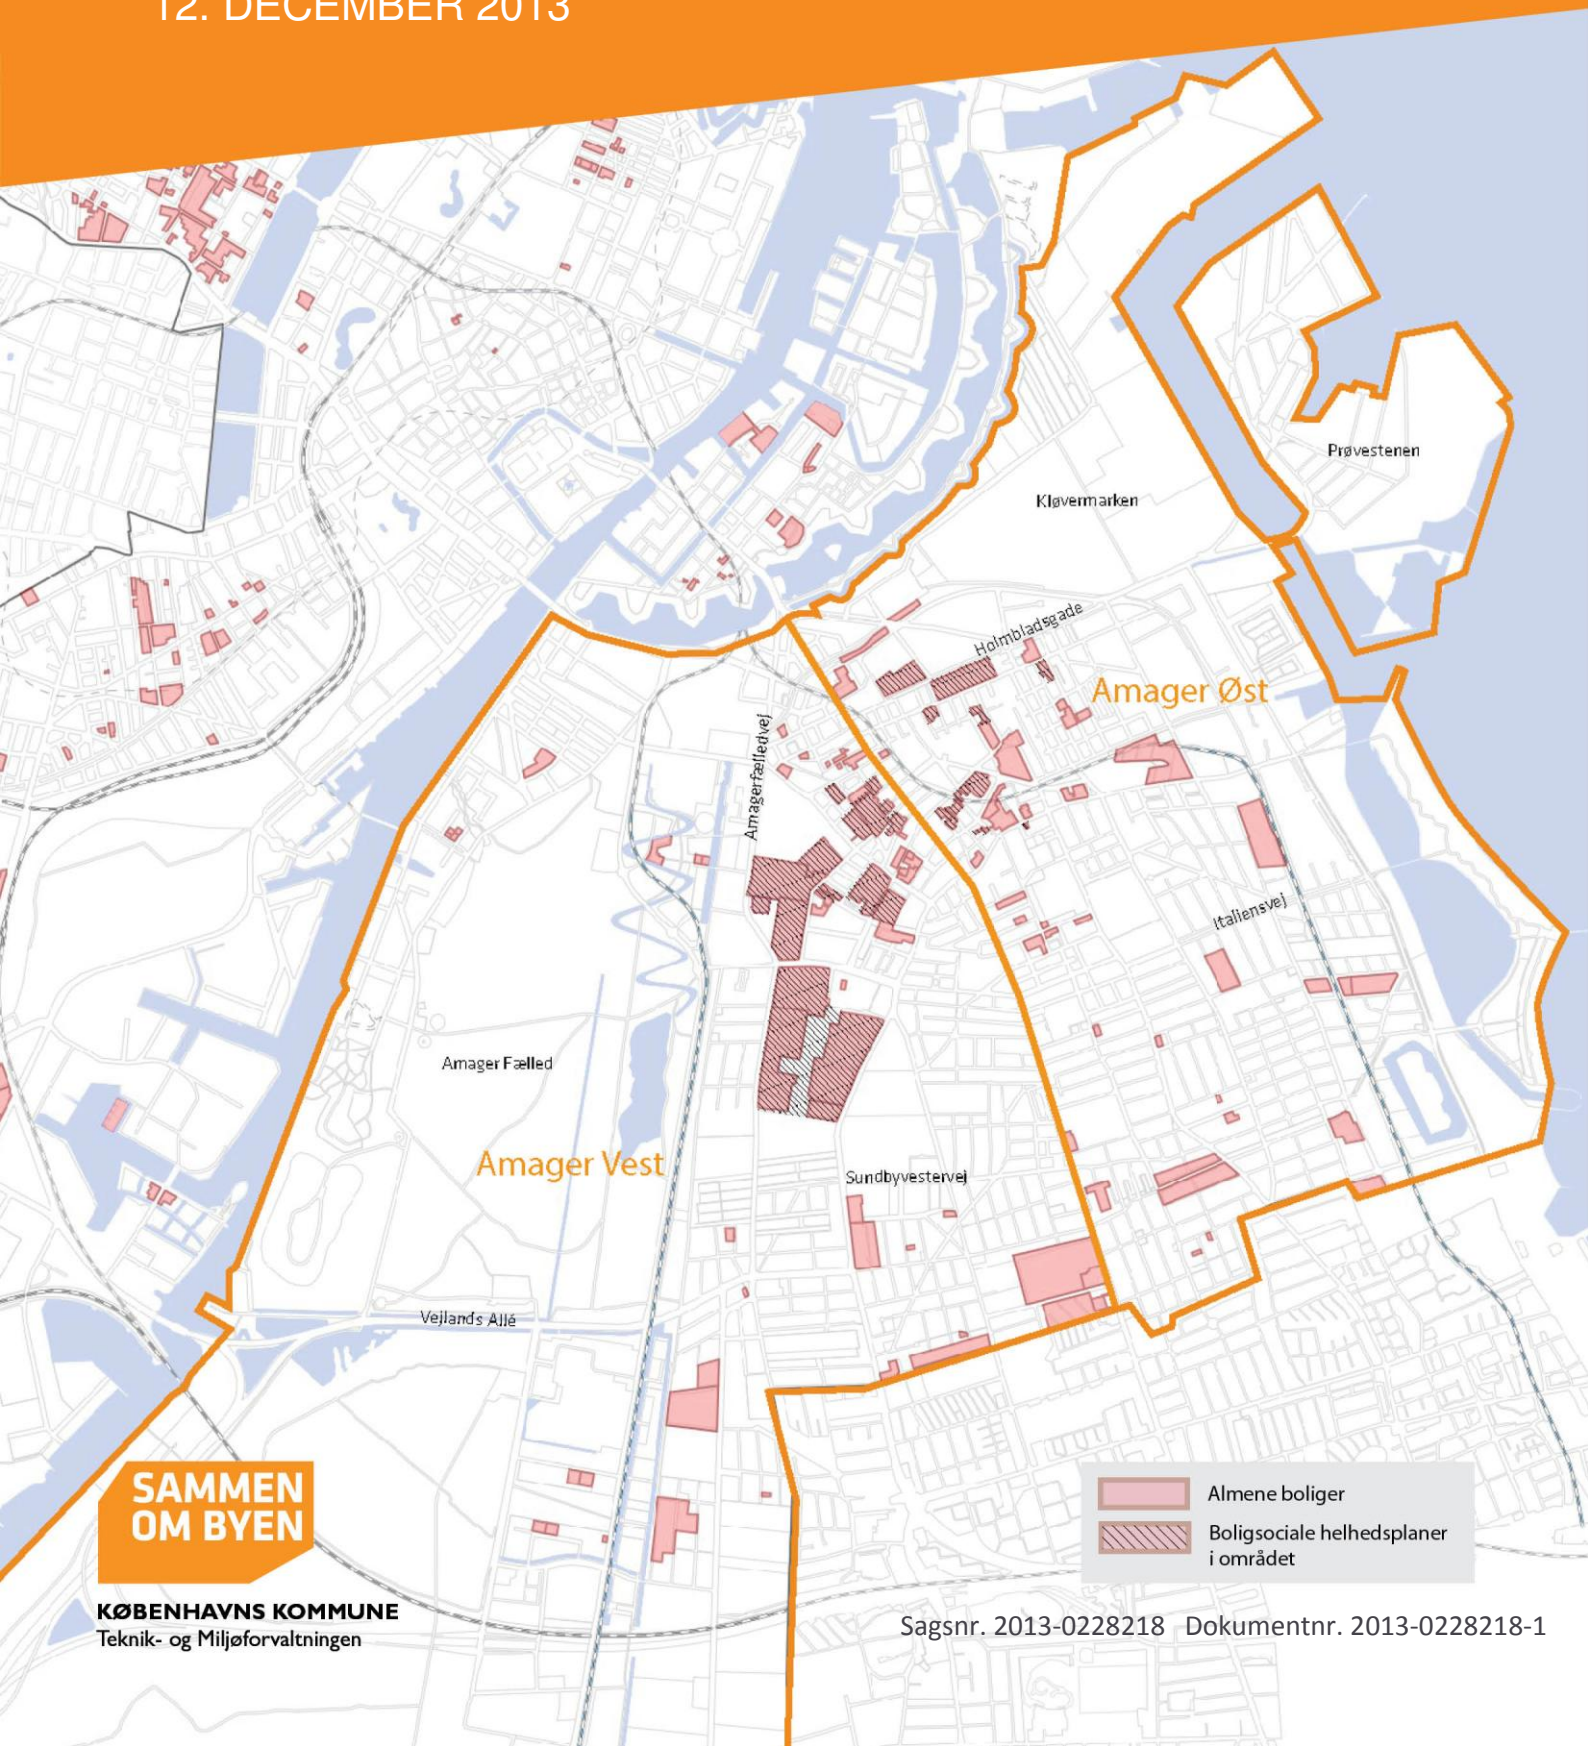 12. DECEMBER 2013
Prøvestenen
Kløvermarken
Holmbladsgade
Amager Øst
Amagerfælledvej
Italiensvej
Amager Fælled
Amager Vest
Sundbyvestervej
Vejlands Allé
SAMMEN
OM BYEN
Almene boliger
Boligsociale helhedsplaner
i området
KØBENHAVNS KOMMUNE
Teknik- og Miljøforvaltningen
Sagsnr. 2013-0228218 Dokumentnr. 2013-0228218-1